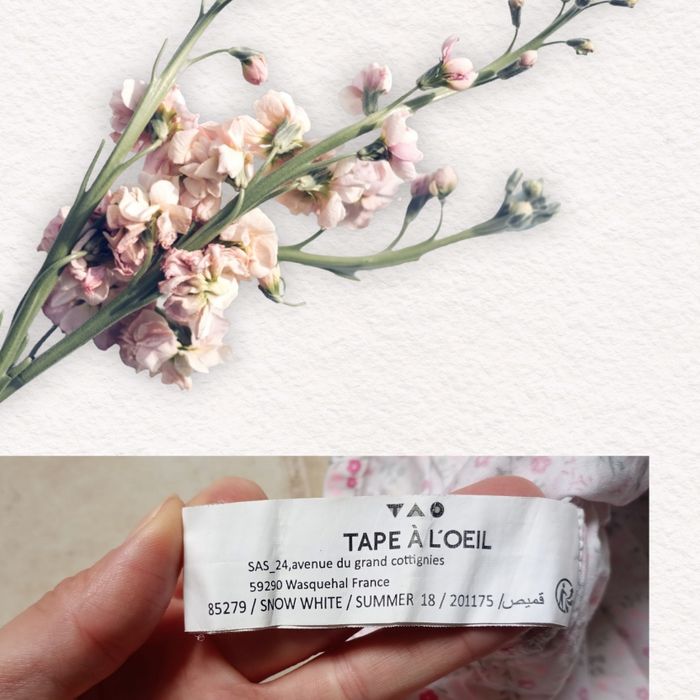 TAO
TAPE À L'OEIL
SAS_24,avenue du grand cottignies
59290 Wasquehal France
85279 / SNOW WHITE / SUMMER 18 / 201175 /قميص